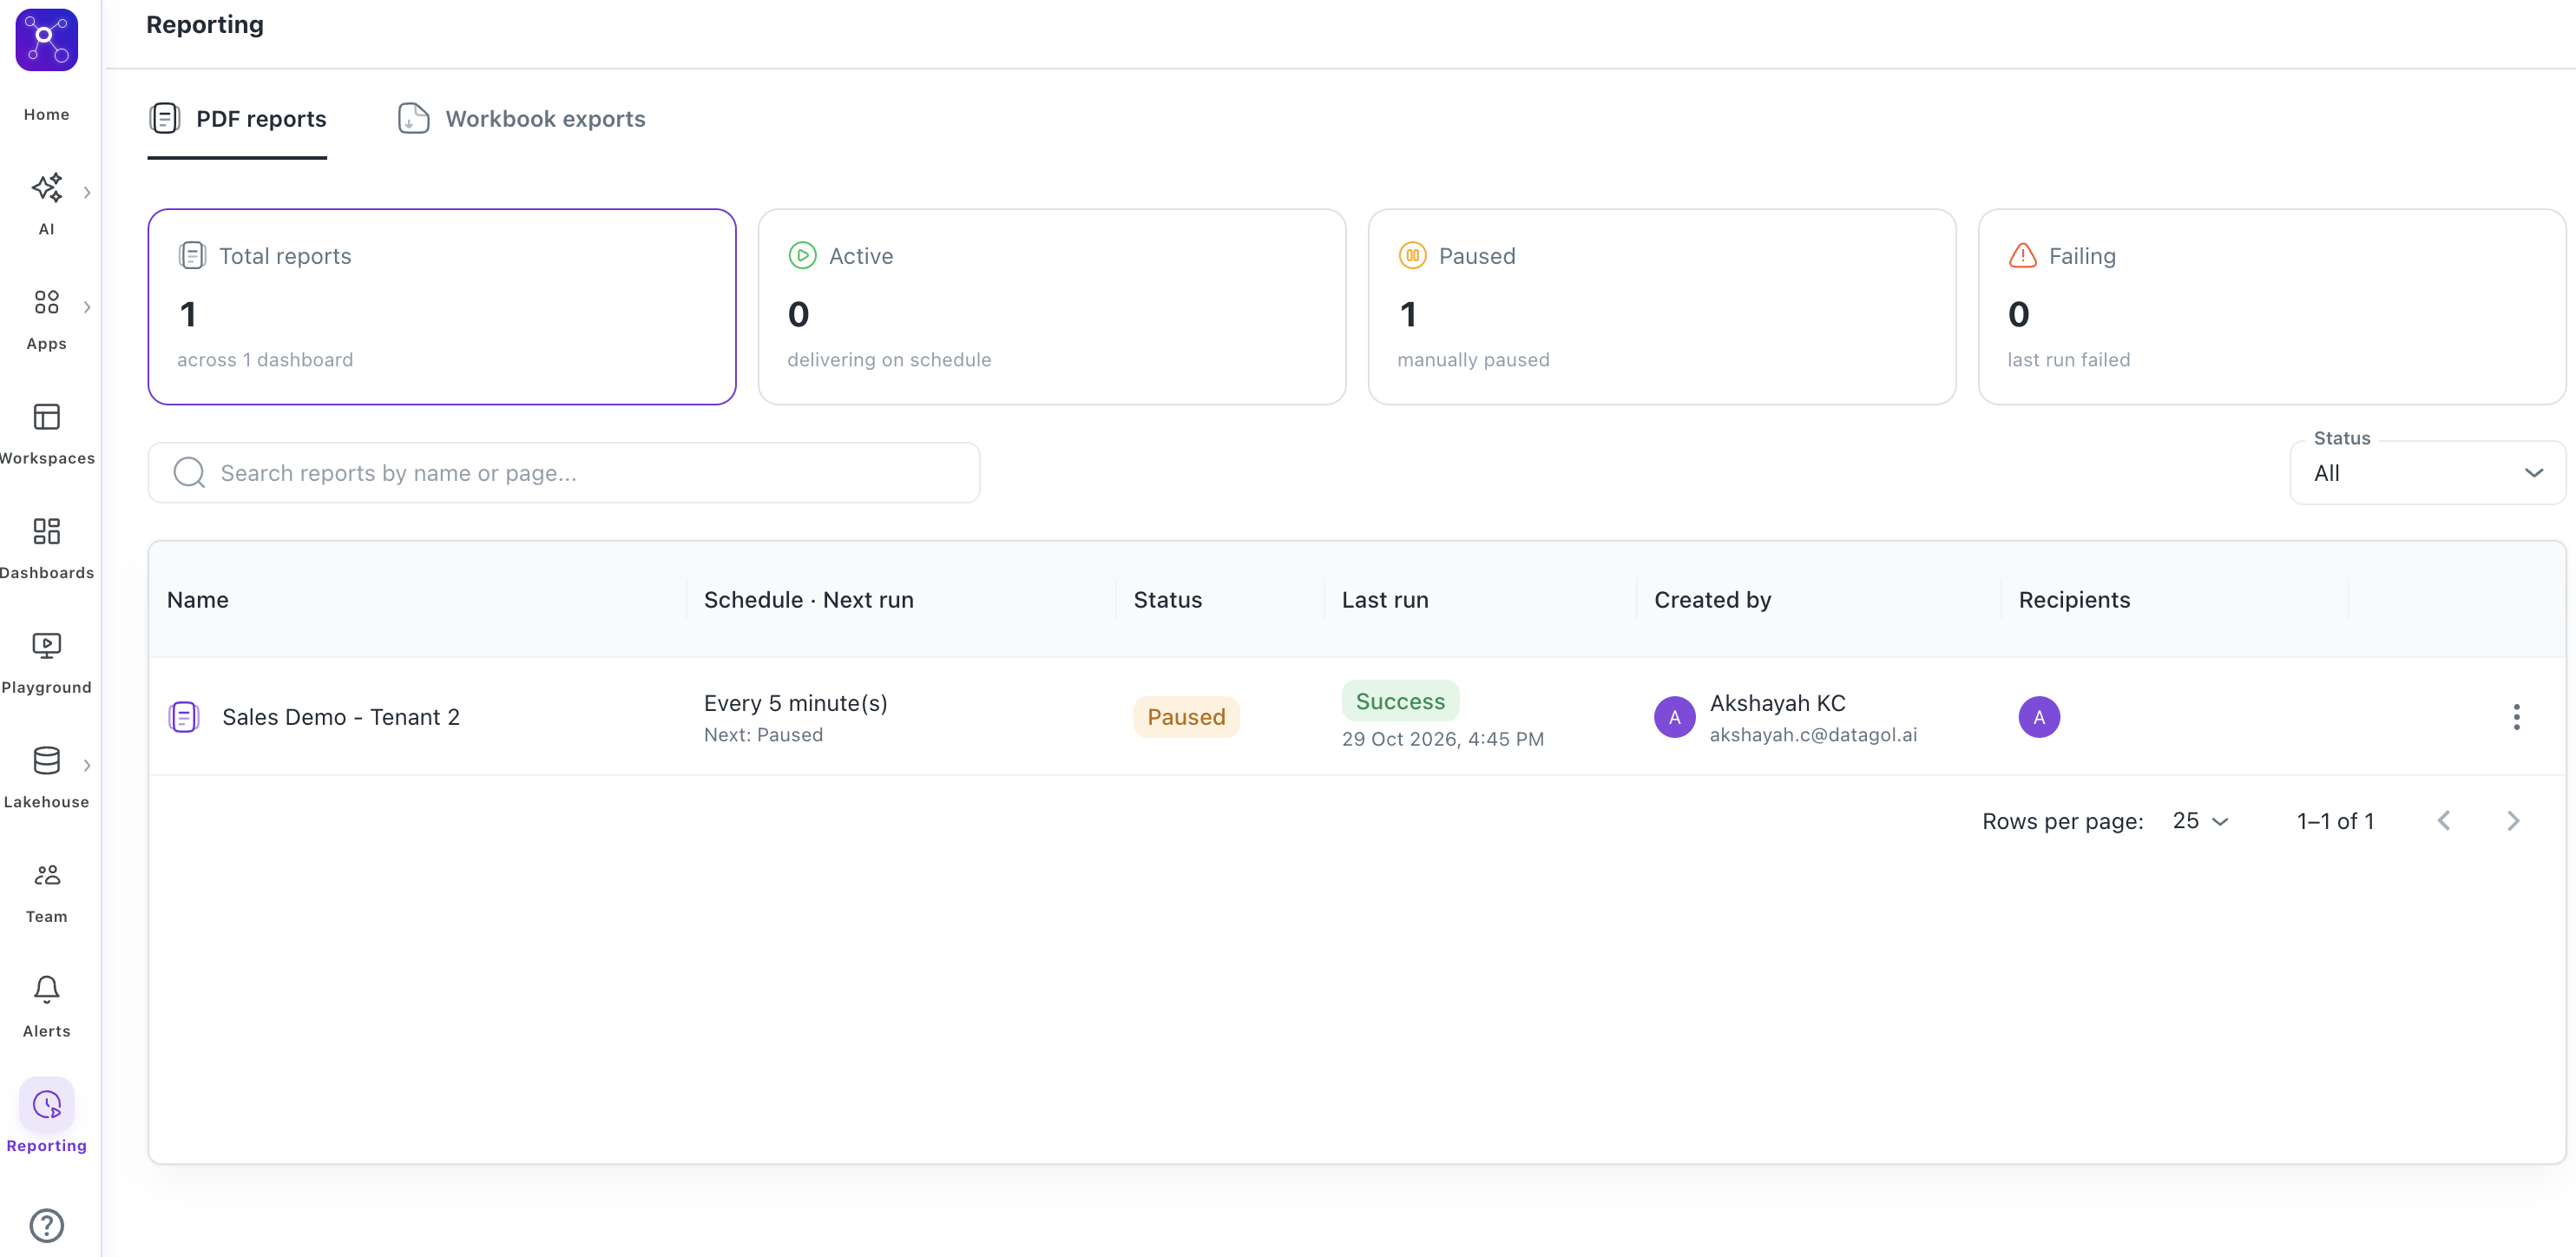 Reporting
Home
AI
Apps
Workspaces
Dashboards
Playground
Lakehouse
Team
Alerts
Reporting
PDF reports
Workbook exports
Total reports
1
across 1 dashboard
Active
0
delivering on schedule
Paused
1
manually paused
Failing
0
last run failed
Search reports by name or page...
Status
All
Name
Schedule · Next run
Status
Last run
Created by
Recipients
Sales Demo - Tenant 2
Every 5 minute(s)
Next: Paused
Paused
Success
29 Oct 2026, 4:45 PM
A
Akshayah KC
akshayah.c@datagol.ai
A
Rows per page: 25
1–1 of 1